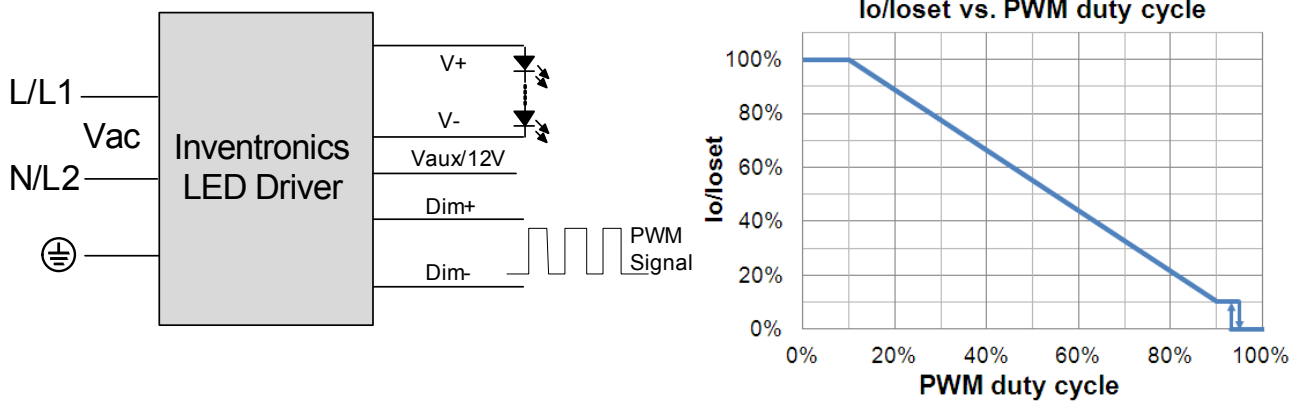 L/L1
Vac
N/L2
Inventronics
LED Driver
V+
V-
Vaux/12V
Dim+
Dim-
PWM
Signal
Io/Ioset vs. PWM duty cycle
Io/Ioset
100%
80%
60%
40%
20%
0%
0% 20% 40% 60% 80% 100%
PWM duty cycle